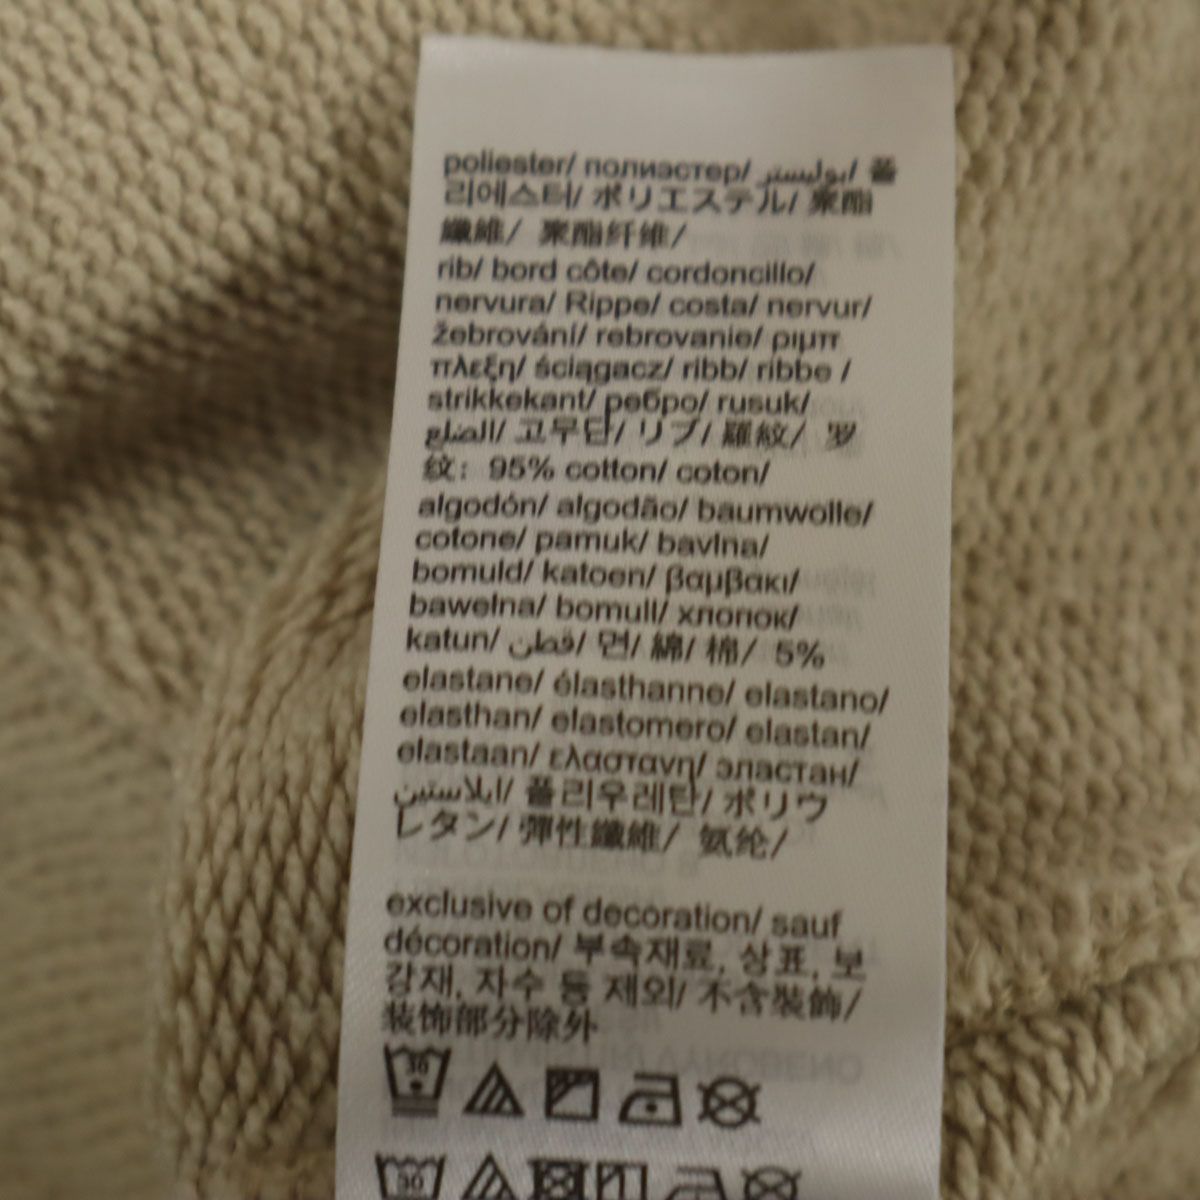 poliester/ полиэстер/ بوليستر/ 폴
리에스터/ ポリエステル/ 聚酯
纖維/ 聚酯纤维/
rib/ bord côte/ cordoncillo/
nervura/ Rippe/ costa/ nervur/
žebrování/ rebrovanie/ ριμπ
πλεξη/ ściągacz/ ribb/ ribbe /
strikkekant/ ребро/ rusuk/
الضلع/ 고무단/ リブ/ 羅紋/ 罗
纹: 95% cotton/ coton/
algodón/ algodão/ baumwolle/
cotone/ pamuk/ bavlna/
bomuld/ katoen/ βαμβακι/
bawełna/ bomull/ хлопок/
katun/ قطن/ 면/ 綿/ 棉/ 5%
elastane/ élasthanne/ elastano/
elasthan/ elastomero/ elastan/
elastaan/ ελαστανη/ эластан/
ايلاستين/ 폴리우레탄/ ポリウ
レタン/ 彈性纖維/ 氨纶/
exclusive of decoration/ sauf
décoration/ 부속재료, 상표, 보
강재, 자수 등 제외/ 不含裝飾/
装饰部分除外
30
30